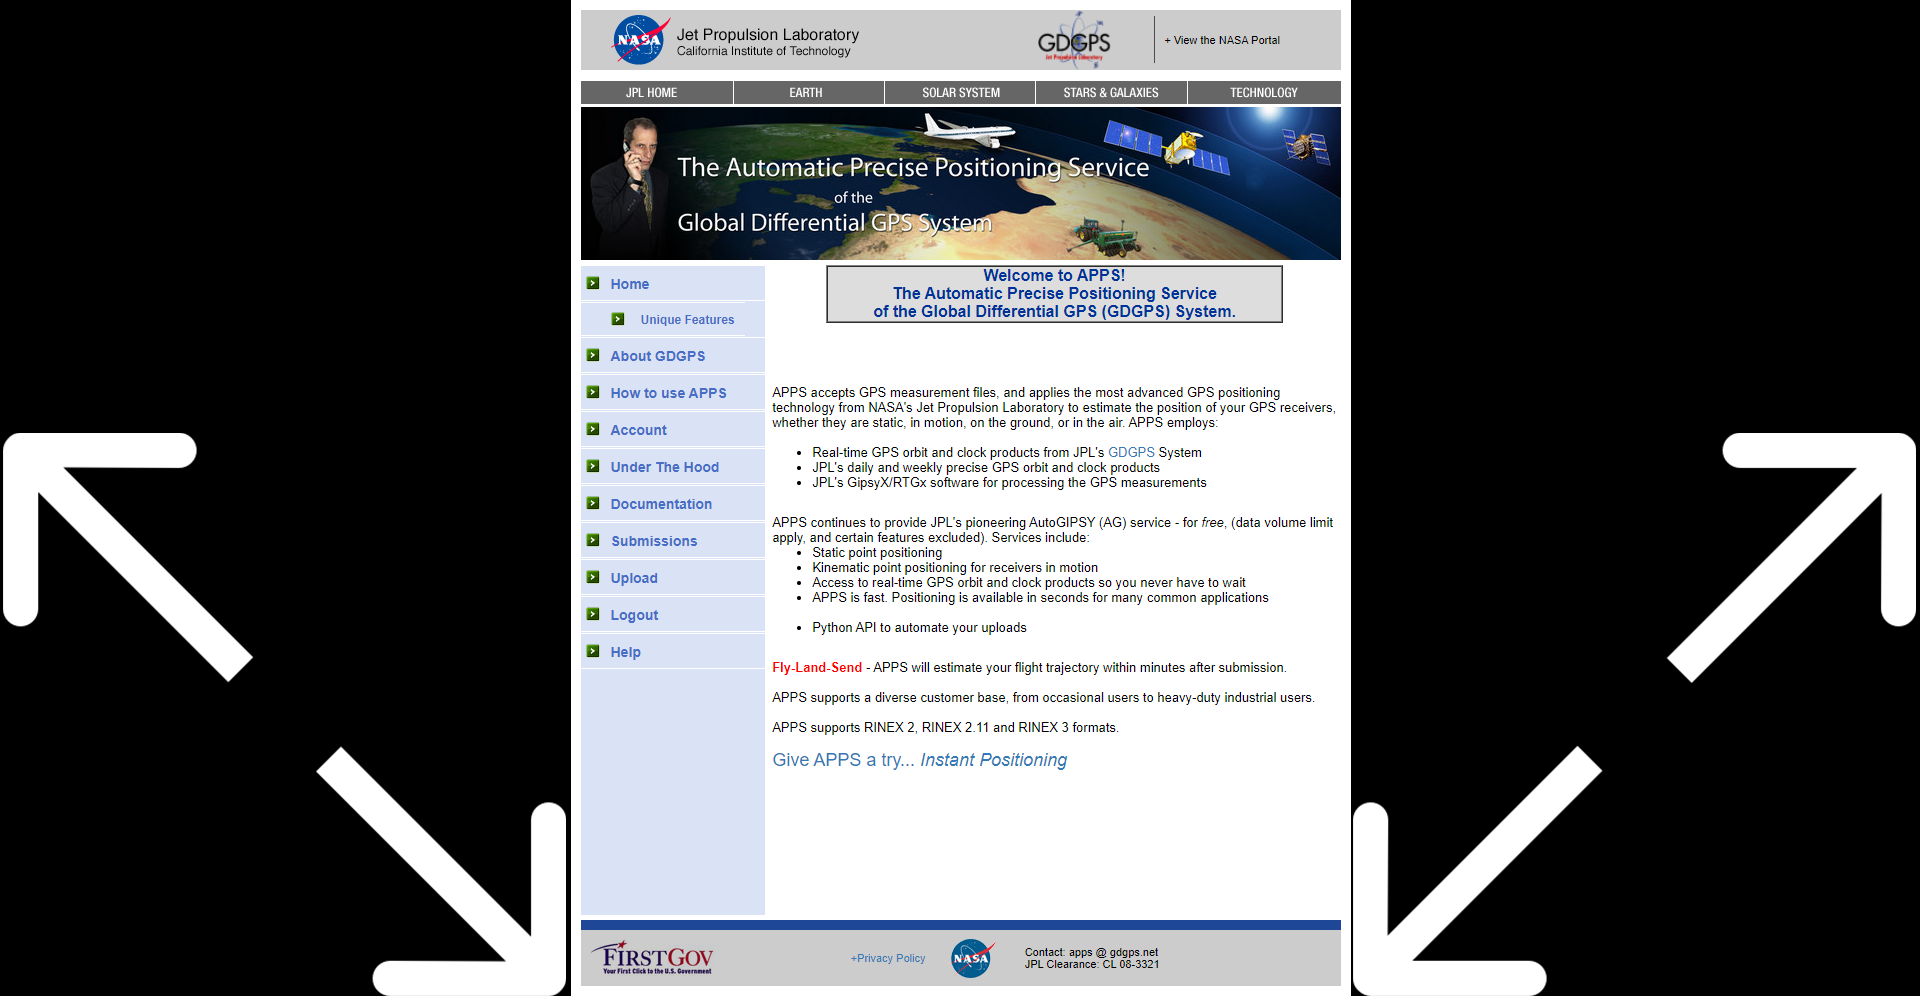 NASA
Jet Propulsion Laboratory
California Institute of Technology
GDGPS
Jet Propulsion Laboratory
+ View the NASA Portal
JPL HOME
EARTH
SOLAR SYSTEM
STARS & GALAXIES
TECHNOLOGY
The Automatic Precise Positioning Service
of the
Global Differential GPS System
Home
Unique Features
About GDGPS
How to use APPS
Account
Under The Hood
Documentation
Submissions
Upload
Logout
Help
Welcome to APPS!
The Automatic Precise Positioning Service
of the Global Differential GPS (GDGPS) System.
APPS accepts GPS measurement files, and applies the most advanced GPS positioning
technology from NASA's Jet Propulsion Laboratory to estimate the position of your GPS receivers,
whether they are static, in motion, on the ground, or in the air. APPS employs:
• Real-time GPS orbit and clock products from JPL's GDGPS System
• JPL's daily and weekly precise GPS orbit and clock products
• JPL's GipsyX/RTGx software for processing the GPS measurements
APPS continues to provide JPL's pioneering AutoGIPSY (AG) service - for free, (data volume limit
apply, and certain features excluded). Services include:
• Static point positioning
• Kinematic point positioning for receivers in motion
• Access to real-time GPS orbit and clock products so you never have to wait
• APPS is fast. Positioning is available in seconds for many common applications
• Python API to automate your uploads
Fly-Land-Send - APPS will estimate your flight trajectory within minutes after submission.
APPS supports a diverse customer base, from occasional users to heavy-duty industrial users.
APPS supports RINEX 2, RINEX 2.11 and RINEX 3 formats.
Give APPS a try... Instant Positioning
FIRSTGOV
Your First Click to the U.S. Government
+Privacy Policy
NASA
Contact: apps @ gdgps.net
JPL Clearance: CL 08-3321